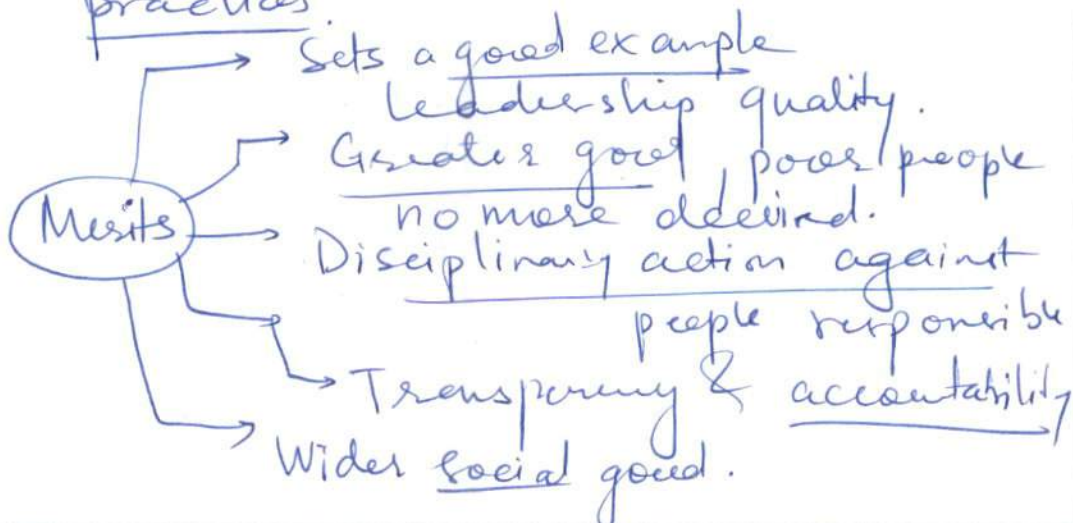 practices.
Sets a good example
leadership quality.
Greater good, poor people
no more
Merits
Disciplinary action against
people responsible
Transparency & accountability
Wider social good.